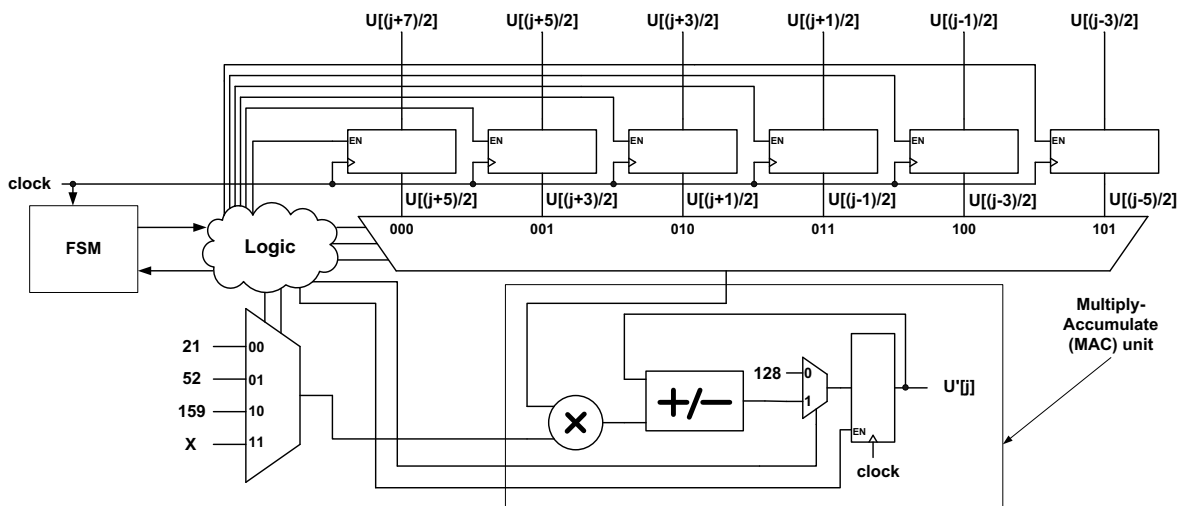 U[(j+7)/2] U[(j+5)/2] U[(j+3)/2] U[(j+1)/2] U[(j-1)/2] U[(j-3)/2]
EN EN EN EN EN EN
clock
U[(j+5)/2] U[(j+3)/2] U[(j+1)/2] U[(j-1)/2] U[(j-3)/2] U[(j-5)/2]
000 001 010 011 100 101
FSM
Logic
Multiply-
Accumulate
(MAC) unit
21 00
52 01
159 10
X 11
×
+/−
128 0
1
EN
clock
U'[j]